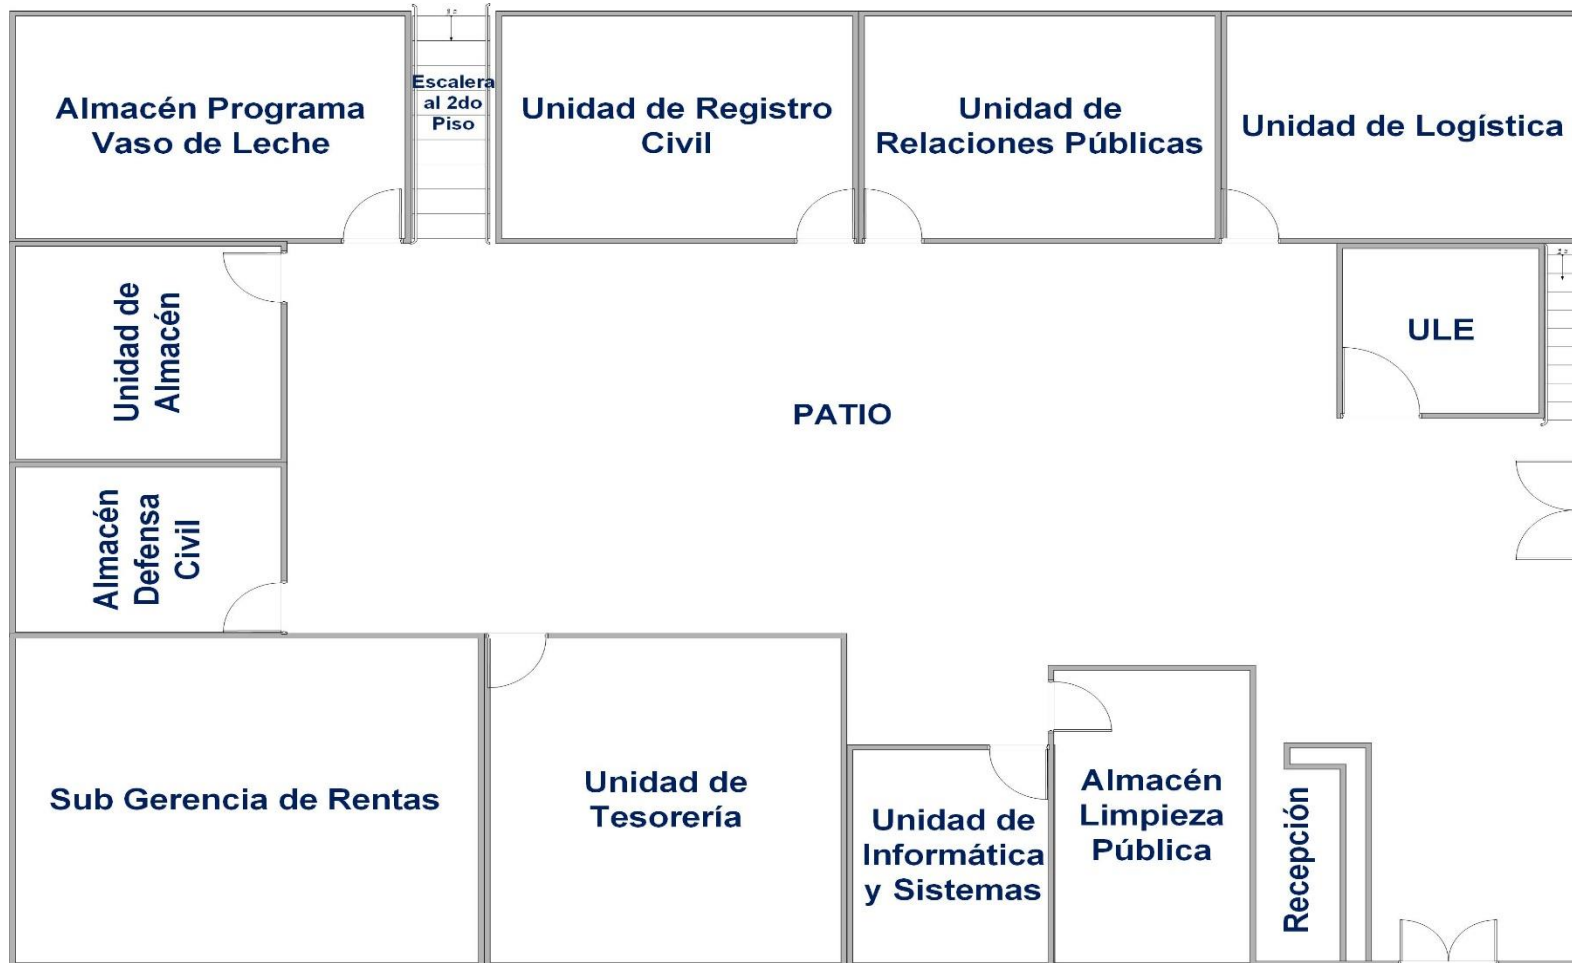 Almacén Programa
Vaso de Leche
Escalera
al 2do
Piso
Unidad de Registro
Civil
Unidad de
Relaciones Públicas
Unidad de Logística
Unidad de
Almacén
ULE
PATIO
Almacén
Defensa
Civil
Sub Gerencia de Rentas
Unidad de
Tesorería
Unidad de
Informática
y Sistemas
Almacén
Limpieza
Pública
Recepción